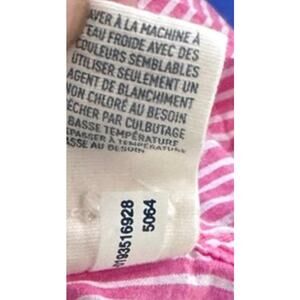 LAVER À LA MACHINE À
L'EAU FROIDE AVEC DES
COULEURS SEMBLABLES
UTILISER SEULEMENT UN
AGENT DE BLANCHIMENT
NON CHLORÉ AU BESOIN
SÉCHER PAR CULBUTAGE
BASSE TEMPÉRATURE
REPASSER À TEMPÉRATURE
BASSE AU BESOIN
0193516928
5064